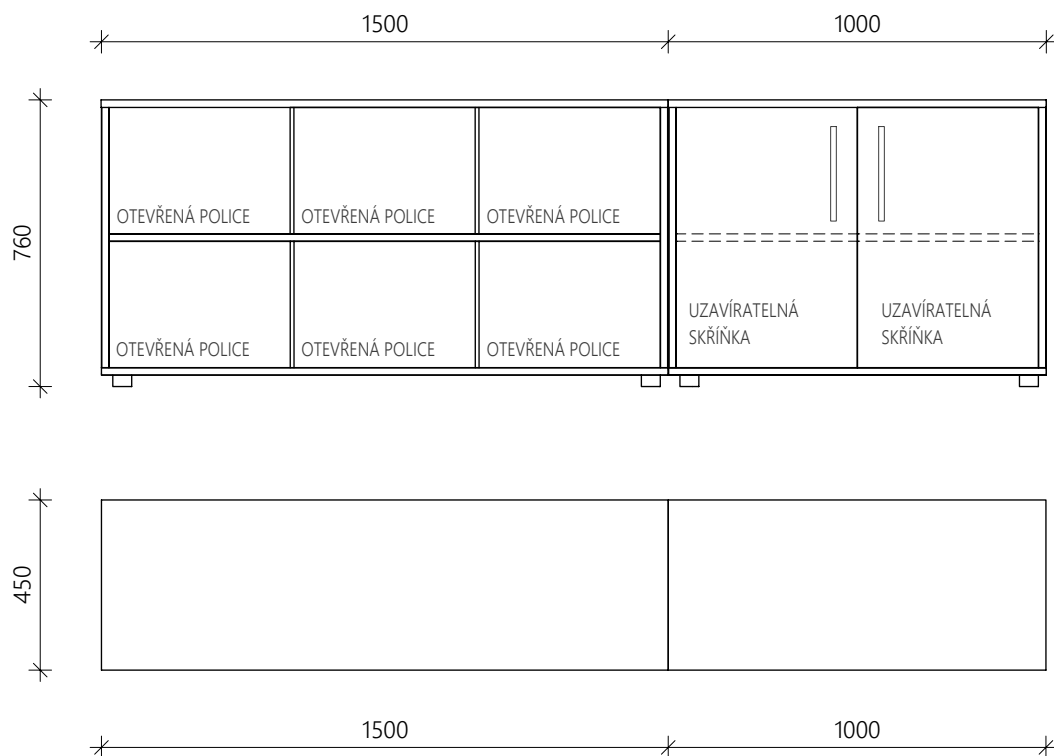 1500
1000
760
OTEVŘENÁ POLICE
OTEVŘENÁ POLICE
OTEVŘENÁ POLICE
OTEVŘENÁ POLICE
OTEVŘENÁ POLICE
OTEVŘENÁ POLICE
UZAVÍRATELNÁ
SKŘÍŇKA
UZAVÍRATELNÁ
SKŘÍŇKA
450
1500
1000